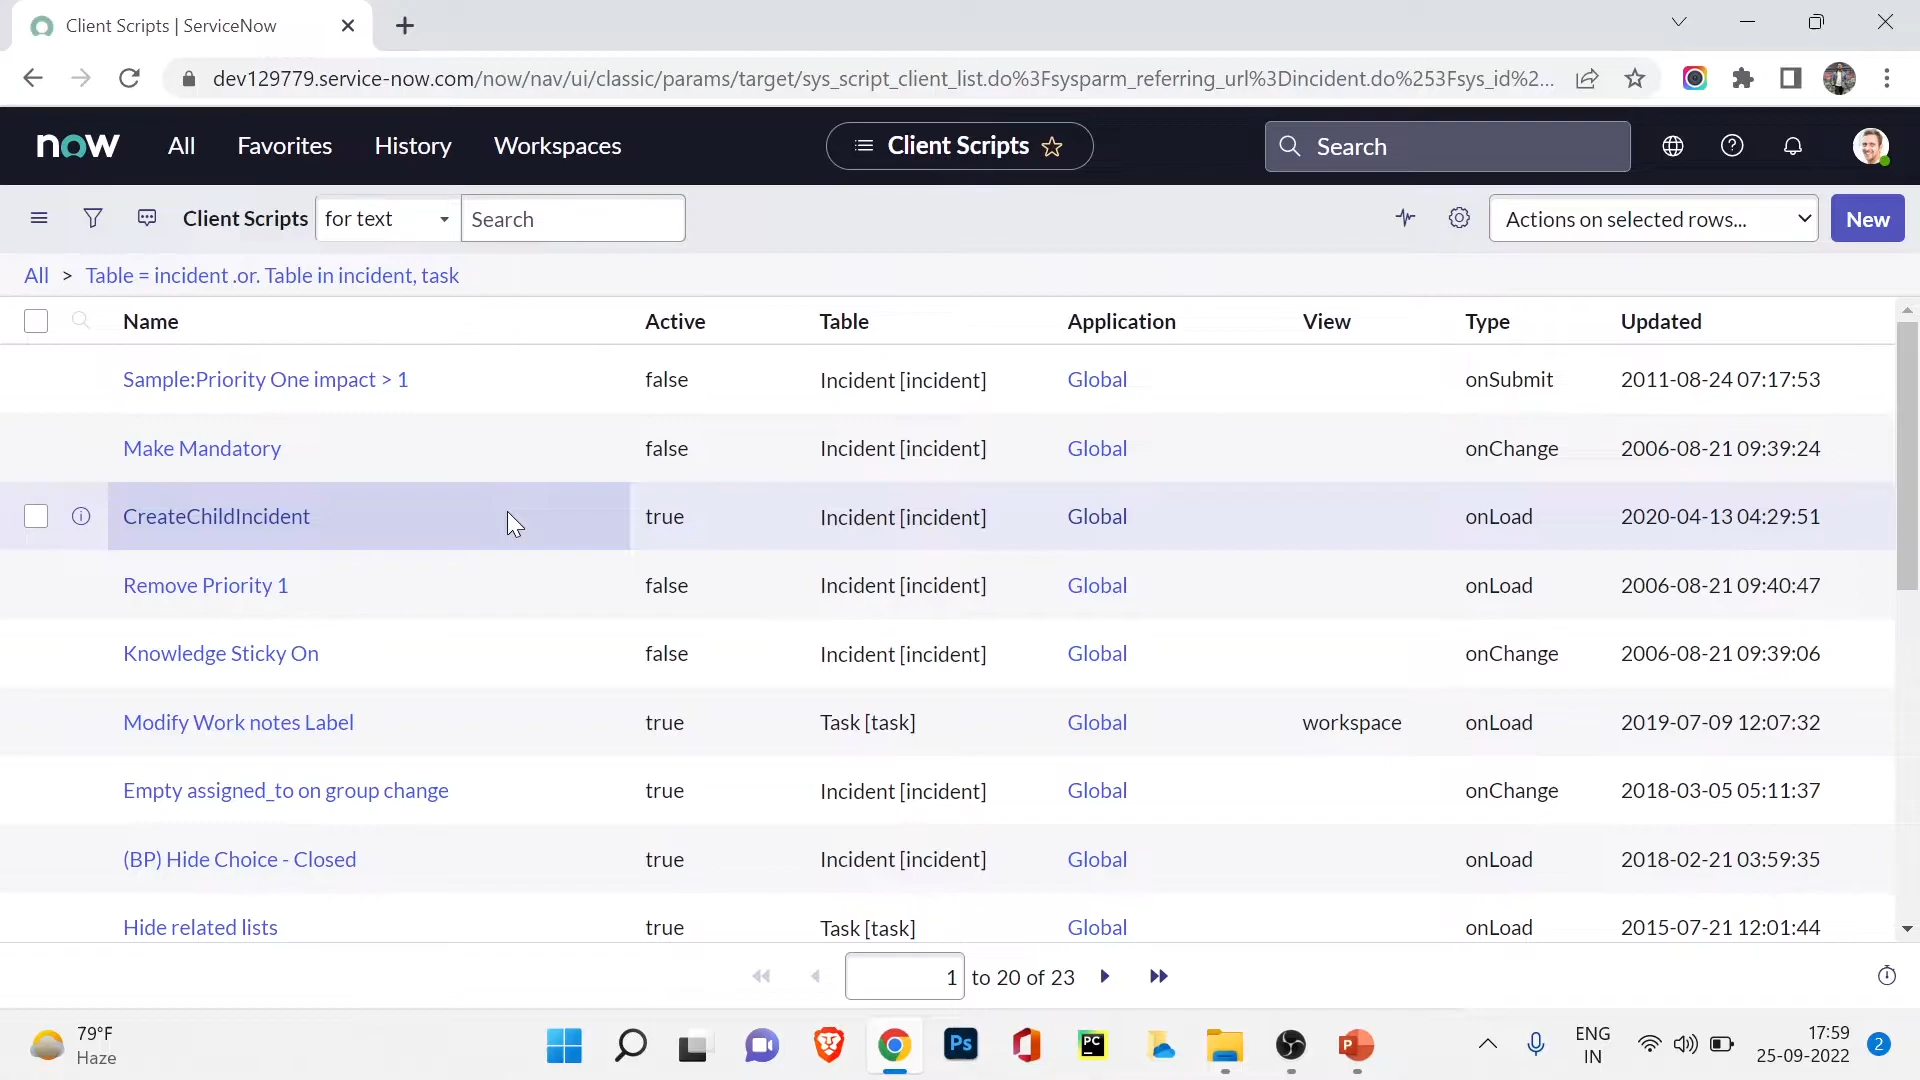 Client Scripts | ServiceNow
dev129779.service-now.com/now/nav/ui/classic/params/target/sys_script_client_list.do%3Fsysparm_referring_url%3Dincident.do%253Fsys_id%2...
now All Favorites History Workspaces Client Scripts Search
Client Scripts for text Search Actions on selected rows... New
All > Table = incident .or. Table in incident, task
Name Active Table Application View Type Updated
Sample:Priority One impact > 1 false Incident [incident] Global onSubmit 2011-08-24 07:17:53
Make Mandatory false Incident [incident] Global onChange 2006-08-21 09:39:24
CreateChildIncident true Incident [incident] Global onLoad 2020-04-13 04:29:51
Remove Priority 1 false Incident [incident] Global onLoad 2006-08-21 09:40:47
Knowledge Sticky On false Incident [incident] Global onChange 2006-08-21 09:39:06
Modify Work notes Label true Task [task] Global workspace onLoad 2019-07-09 12:07:32
Empty assigned_to on group change true Incident [incident] Global onChange 2018-03-05 05:11:37
(BP) Hide Choice - Closed true Incident [incident] Global onLoad 2018-02-21 03:59:35
Hide related lists true Task [task] Global onLoad 2015-07-21 12:01:44
1 to 20 of 23
79°F
Haze
Ps
PC
P
ENG
IN
17:59
25-09-2022
2